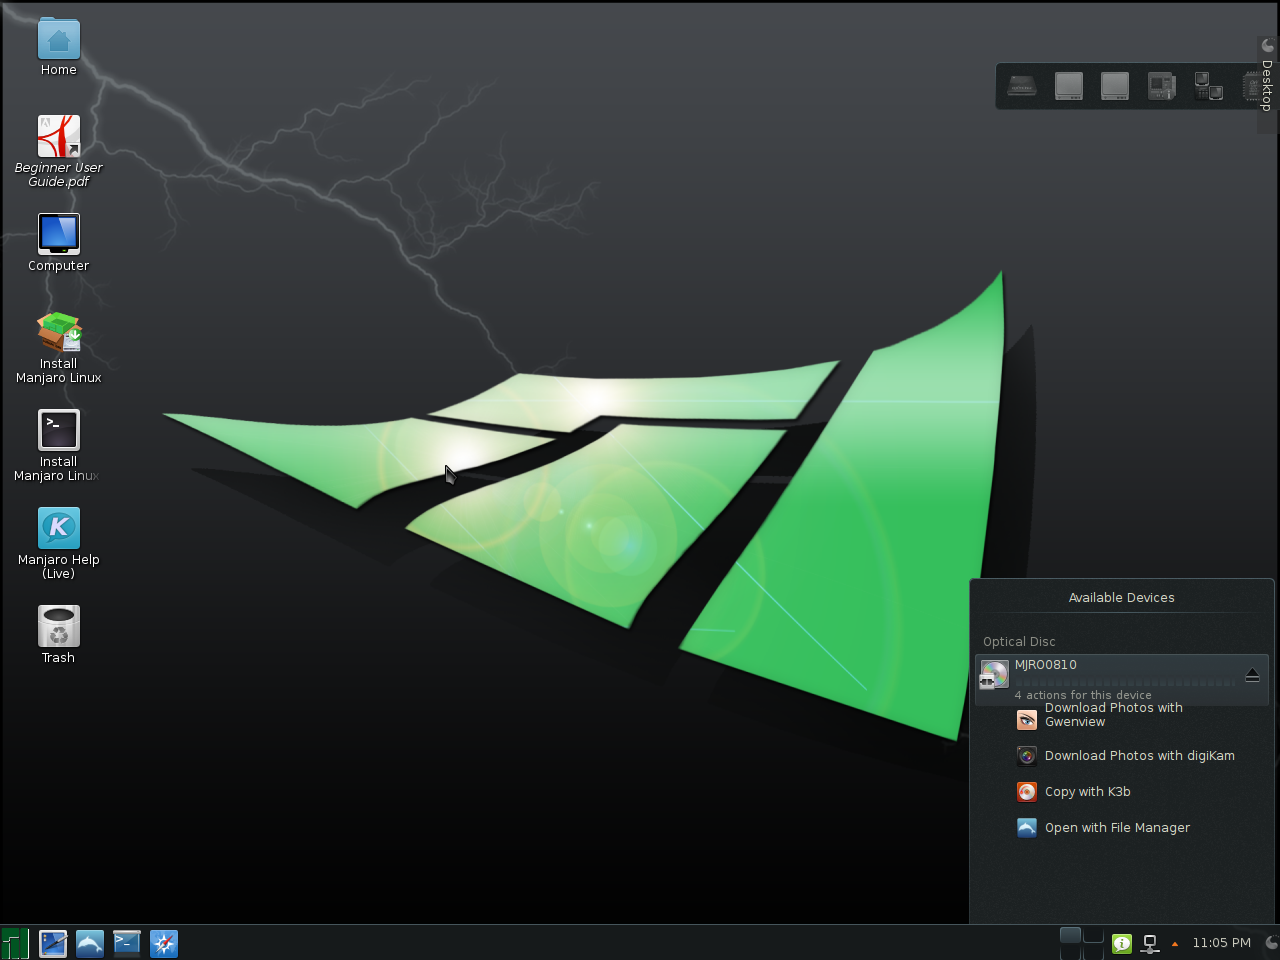 Home
Beginner User
Guide.pdf
Computer
Install
Manjaro Linux
Install
Manjaro Linux
Manjaro Help
(Live)
Trash
Desktop
Available Devices
Optical Disc
MJRO0810
4 actions for this device
Download Photos with
Gwenview
Download Photos with digiKam
Copy with K3b
Open with File Manager
11:05 PM